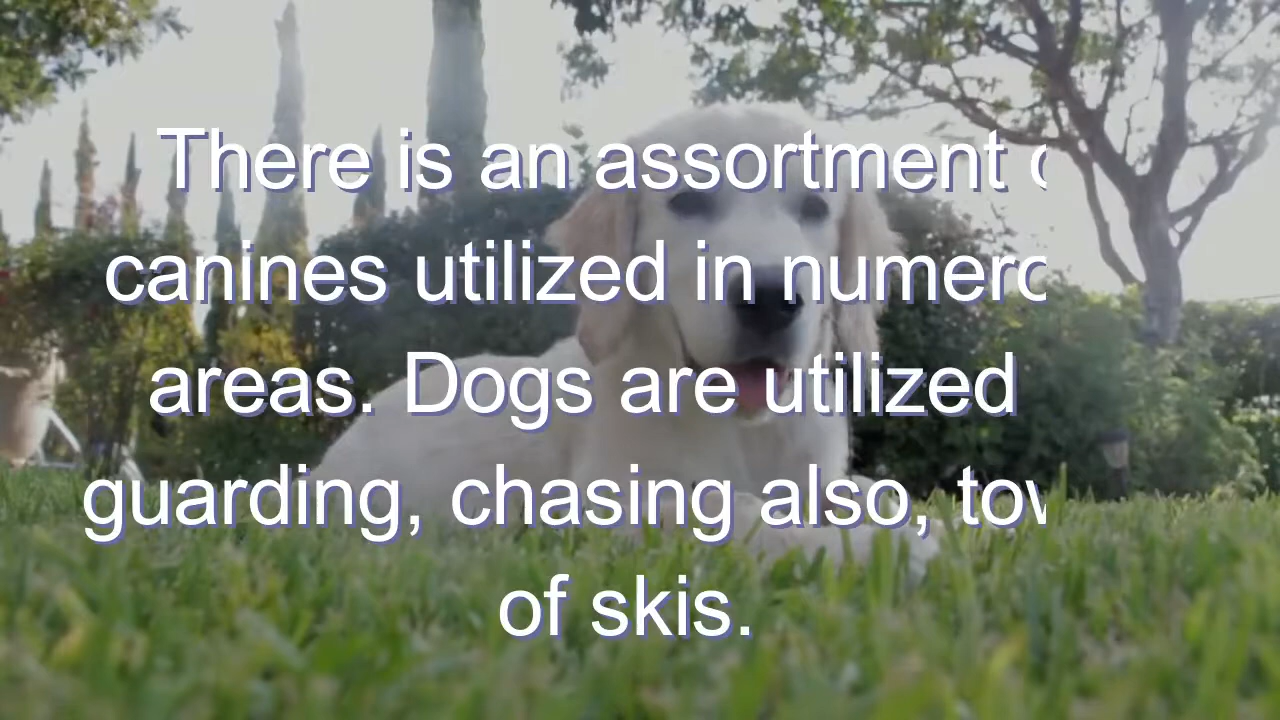 There is an assortment
canines utilized in
areas. Dogs are utilized
guarding, chasing also,
of skis.